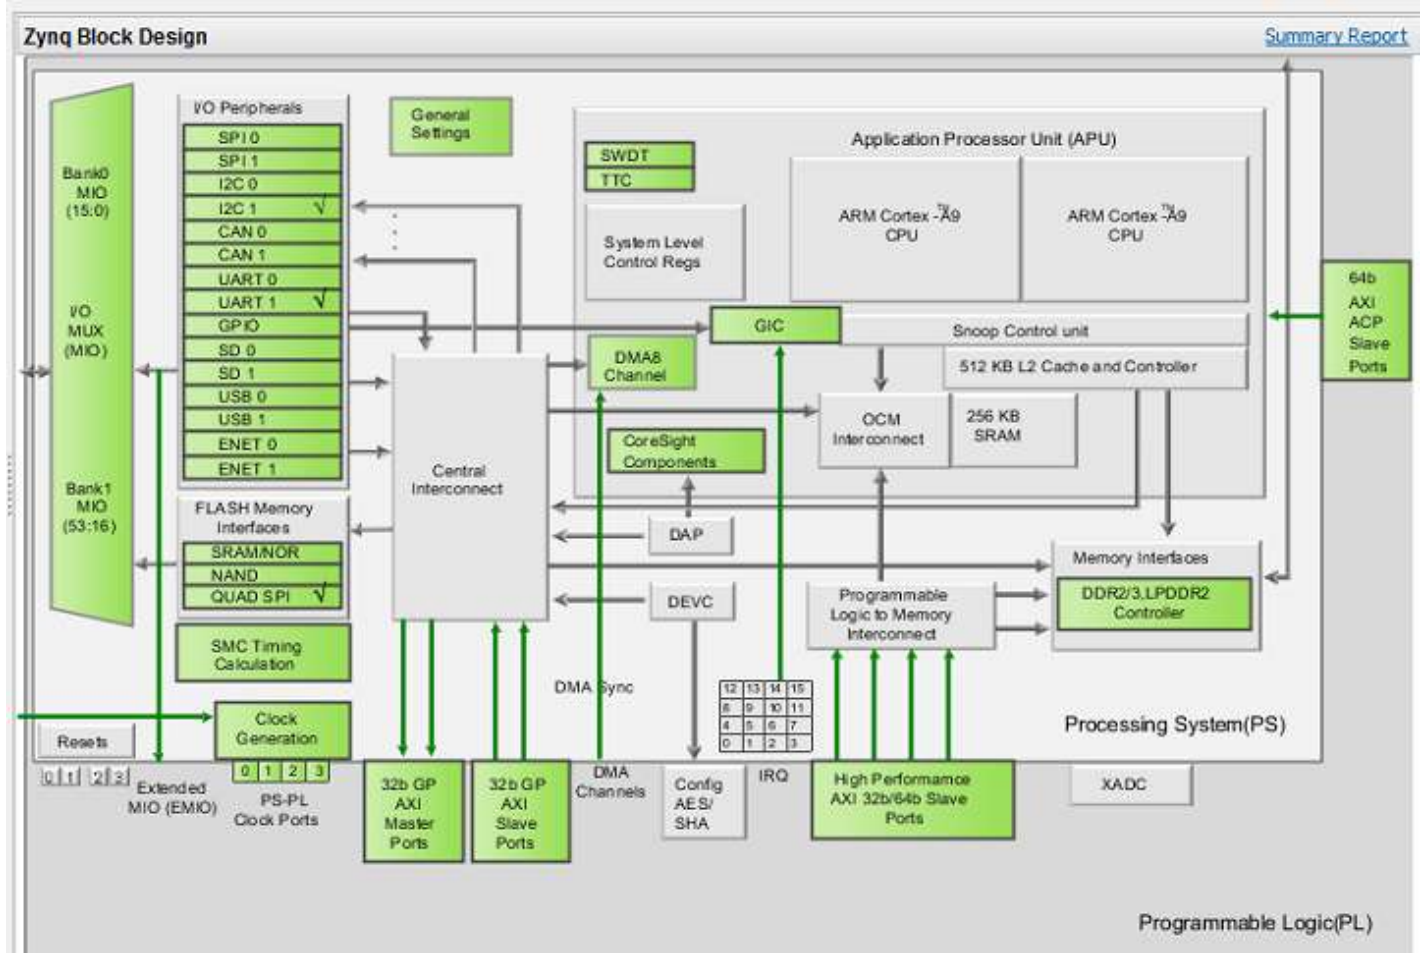 Zynq Block Design
Summary Report
Bank0
MIO
(15:0)
I/O
MUX
(MIO)
Bank1
MIO
(53:16)
I/O Peripherals
SPI 0
SPI 1
I2C 0
I2C 1 √
CAN 0
CAN 1
UART 0
UART 1 √
GPIO
SD 0
SD 1
USB 0
USB 1
ENET 0
ENET 1
FLASH Memory
Interfaces
SRAM/NOR
NAND
QUAD SPI √
SMC Timing
Calculation
General
Settings
Application Processor Unit (APU)
SWDT
TTC
System Level
Control Regs
ARM Cortex -A9™
CPU
ARM Cortex -A9™
CPU
GIC
Snoop Control unit
DMA8
Channel
512 KB L2 Cache and Controller
OCM
Interconnect
256 KB
SRAM
CoreSight
Components
Central
Interconnect
DAP
DEVC
Programmable
Logic to Memory
Interconnect
Memory Interfaces
DDR2/3,LPDDR2
Controller
64b
AXI
ACP
Slave
Ports
DMA Sync
12 13 14 15
8 9 10 11
4 5 6 7
0 1 2 3
Processing System(PS)
Clock
Generation
Resets
0 1 2 3
0 1 2 3
Extended
MIO (EMIO)
PS-PL
Clock Ports
32b GP
AXI
Master
Ports
32b GP
AXI
Slave
Ports
DMA
Channels
Config
AES/
SHA
IRQ
High Performamce
AXI 32b/64b Slave
Ports
XADC
Programmable Logic(PL)